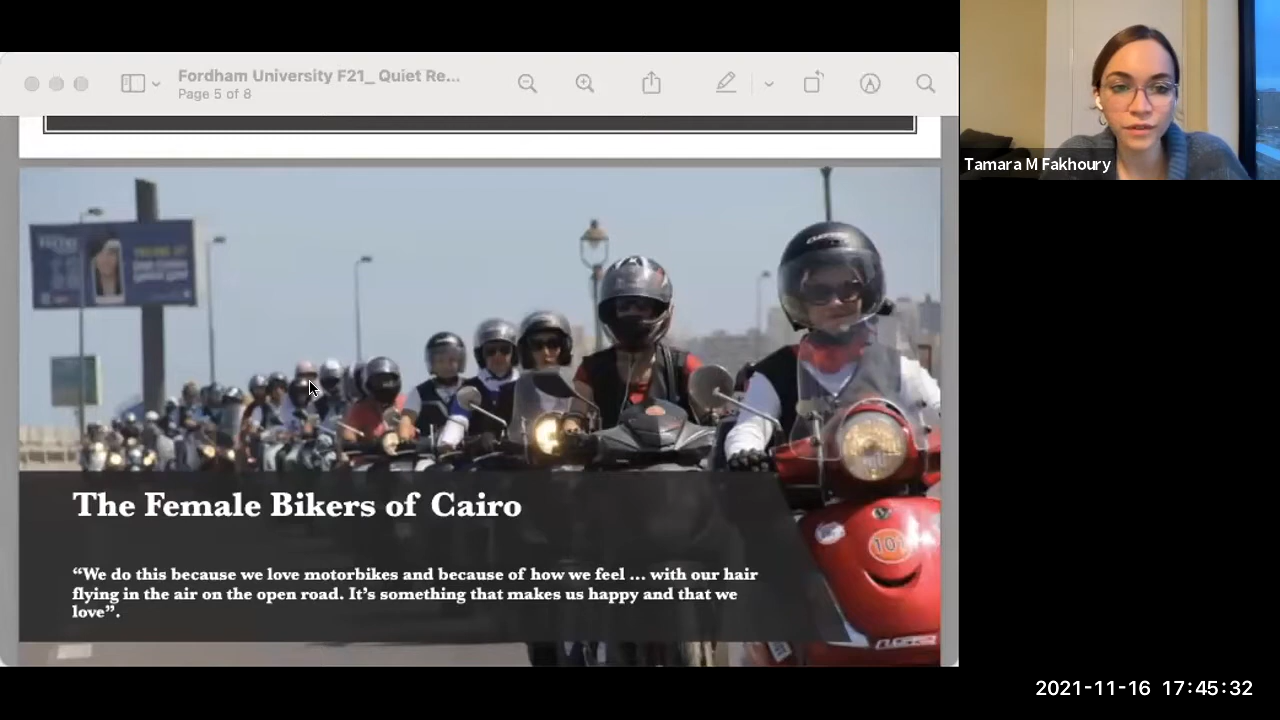 Fordham University F21_ Quiet Re...
Page 5 of 8
Tamara M Fakhoury
101
The Female Bikers of Cairo
“We do this because we love motorbikes and because of how we feel ... with our hair
flying in the air on the open road. It’s something that makes us happy and that we
love”.
2021-11-16 17:45:32